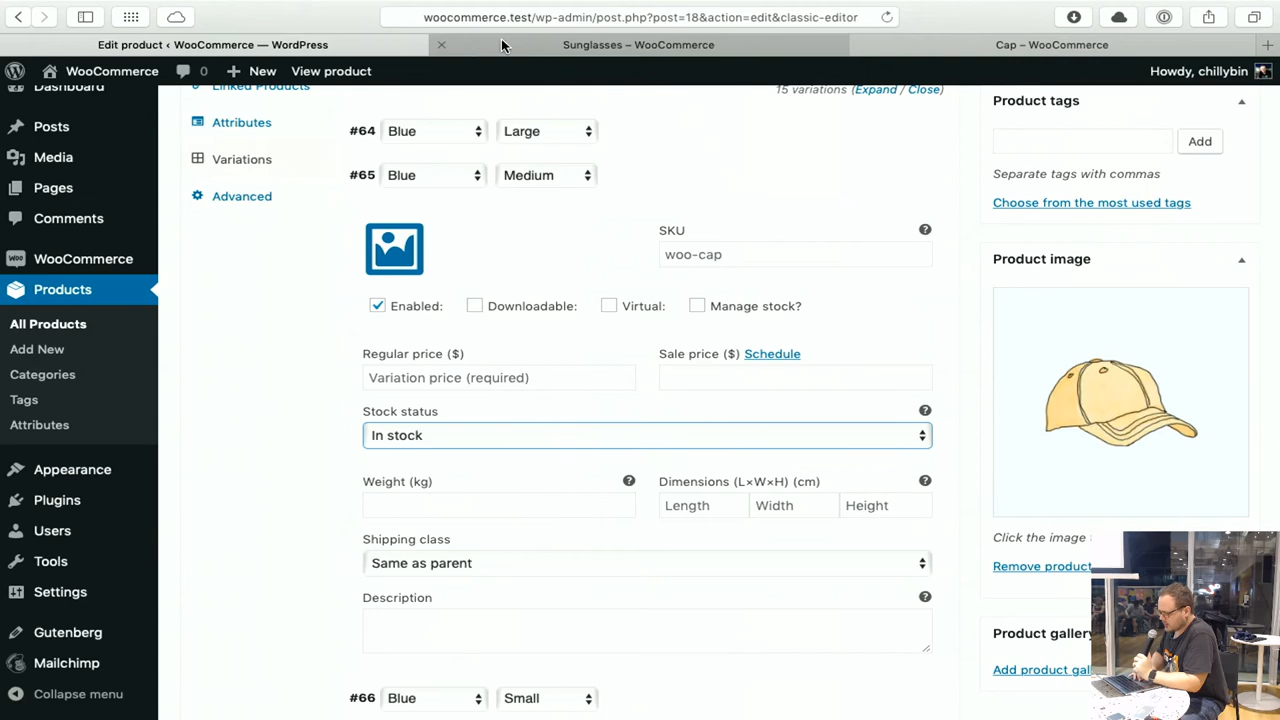 woocommerce.test/wp-admin/post.php?post=18&action=edit&classic-editor
Edit product ‹ WooCommerce — WordPress
Sunglasses – WooCommerce
Cap – WooCommerce
WooCommerce
0
New
View product
Howdy, chillybin
Dashboard
Posts
Media
Pages
Comments
WooCommerce
Products
All Products
Add New
Categories
Tags
Attributes
Appearance
Plugins
Users
Tools
Settings
Gutenberg
Mailchimp
Collapse menu
Linked Products
Attributes
Variations
Advanced
15 variations (Expand / Close)
#64 Blue Large
#65 Blue Medium
SKU
woo-cap
Enabled: Downloadable: Virtual: Manage stock?
Regular price ($)
Variation price (required)
Sale price ($) Schedule
Stock status
In stock
Weight (kg)
Dimensions (L×W×H) (cm)
Length Width Height
Shipping class
Same as parent
Description
#66 Blue Small
Product tags
Add
Separate tags with commas
Choose from the most used tags
Product image
Click the image
Remove product
Product gallery
Add product gal